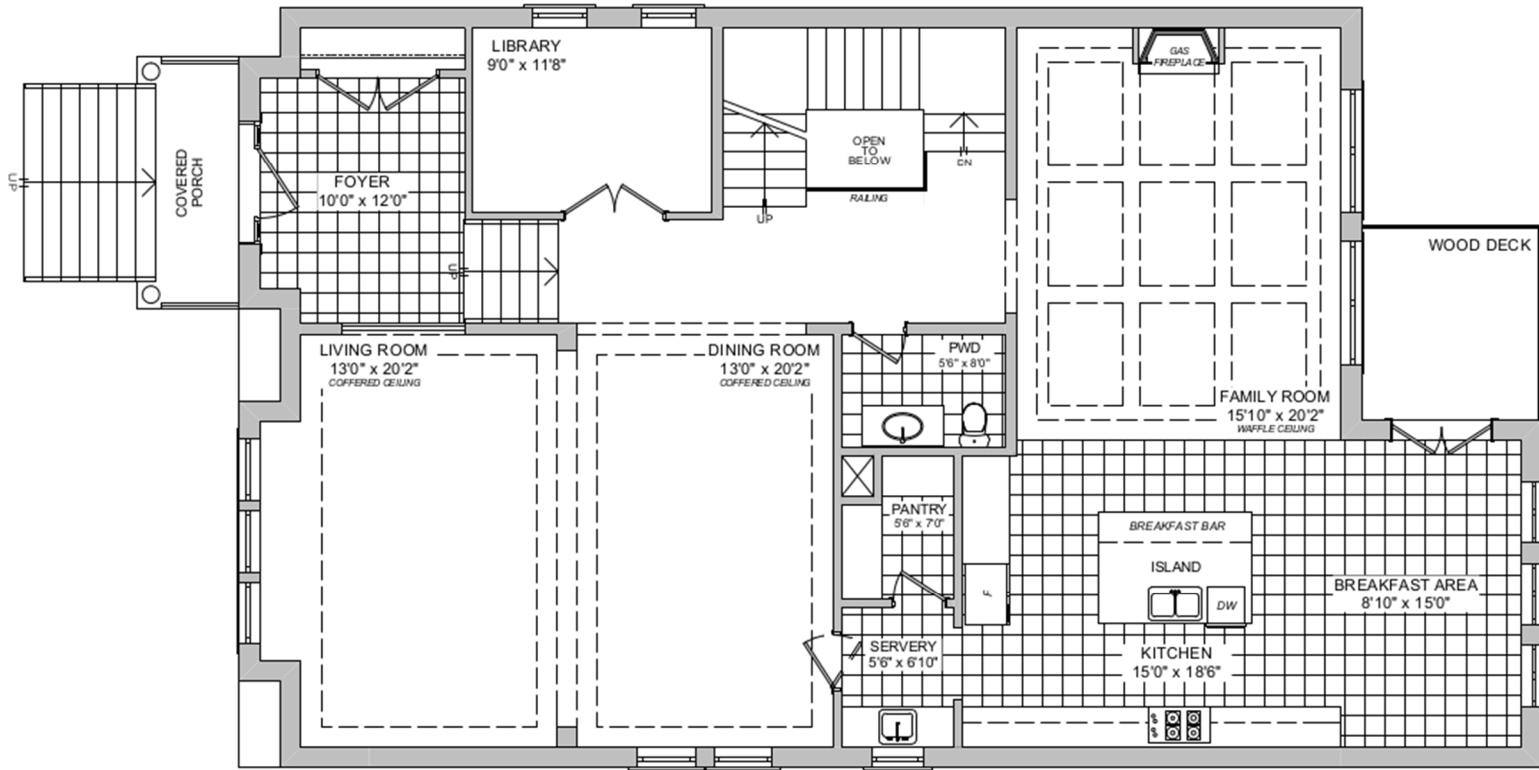 LIBRARY
9'0" x 11'8"
GAS
FIREPLACE
UP
COVERED
PORCH
FOYER
10'0" x 12'0"
OPEN
TO
BELOW
DN
RAILING
UP
UP
WOOD DECK
LIVING ROOM
13'0" x 20'2"
COFFERED CEILING
DINING ROOM
13'0" x 20'2"
COFFERED CEILING
PWD
5'6" x 8'0"
FAMILY ROOM
15'10" x 20'2"
WAFFLE CEILING
PANTRY
5'6" x 7'0"
BREAKFAST BAR
ISLAND
F
DW
BREAKFAST AREA
8'10" x 15'0"
SERVERY
5'6" x 6'10"
KITCHEN
15'0" x 18'6"